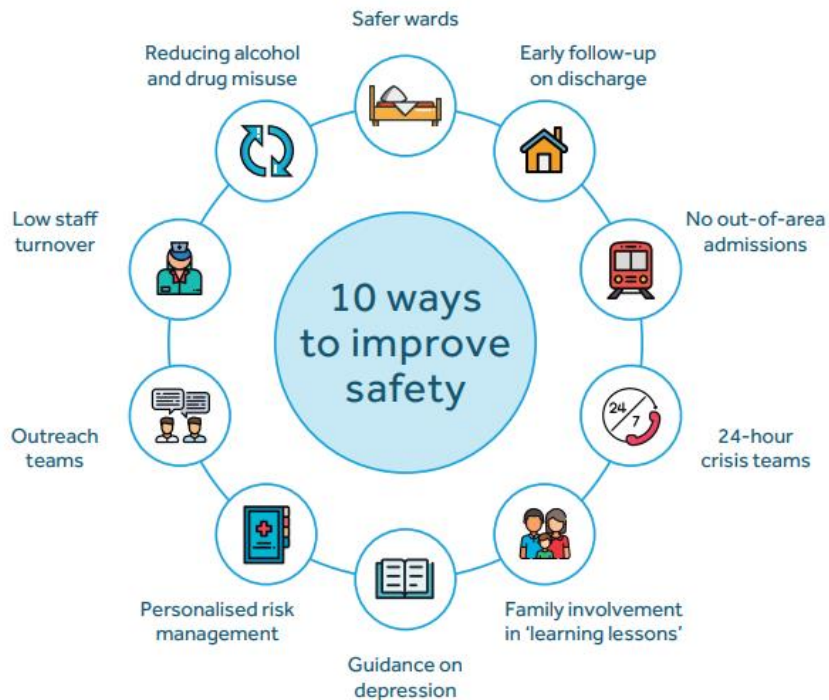 Safer wards
Reducing alcohol
and drug misuse
Early follow-up
on discharge
Low staff
turnover
No out-of-area
admissions
10 ways
to improve
safety
24
7
Outreach
teams
24-hour
crisis teams
Personalised risk
management
Family involvement
in ‘learning lessons’
Guidance on
depression